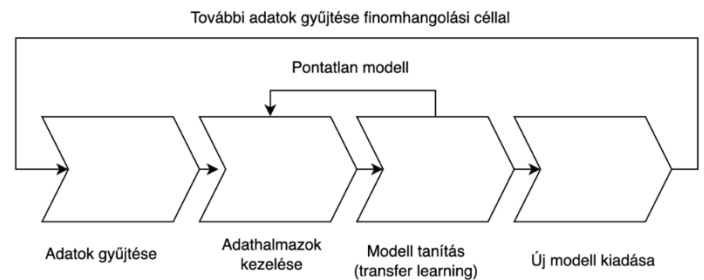 További adatok gyűjtése finomhangolási céllal
Pontatlan modell
Adatok gyűjtése
Adathalmazok
kezelése
Modell tanítás
(transfer learning)
Új modell kiadása